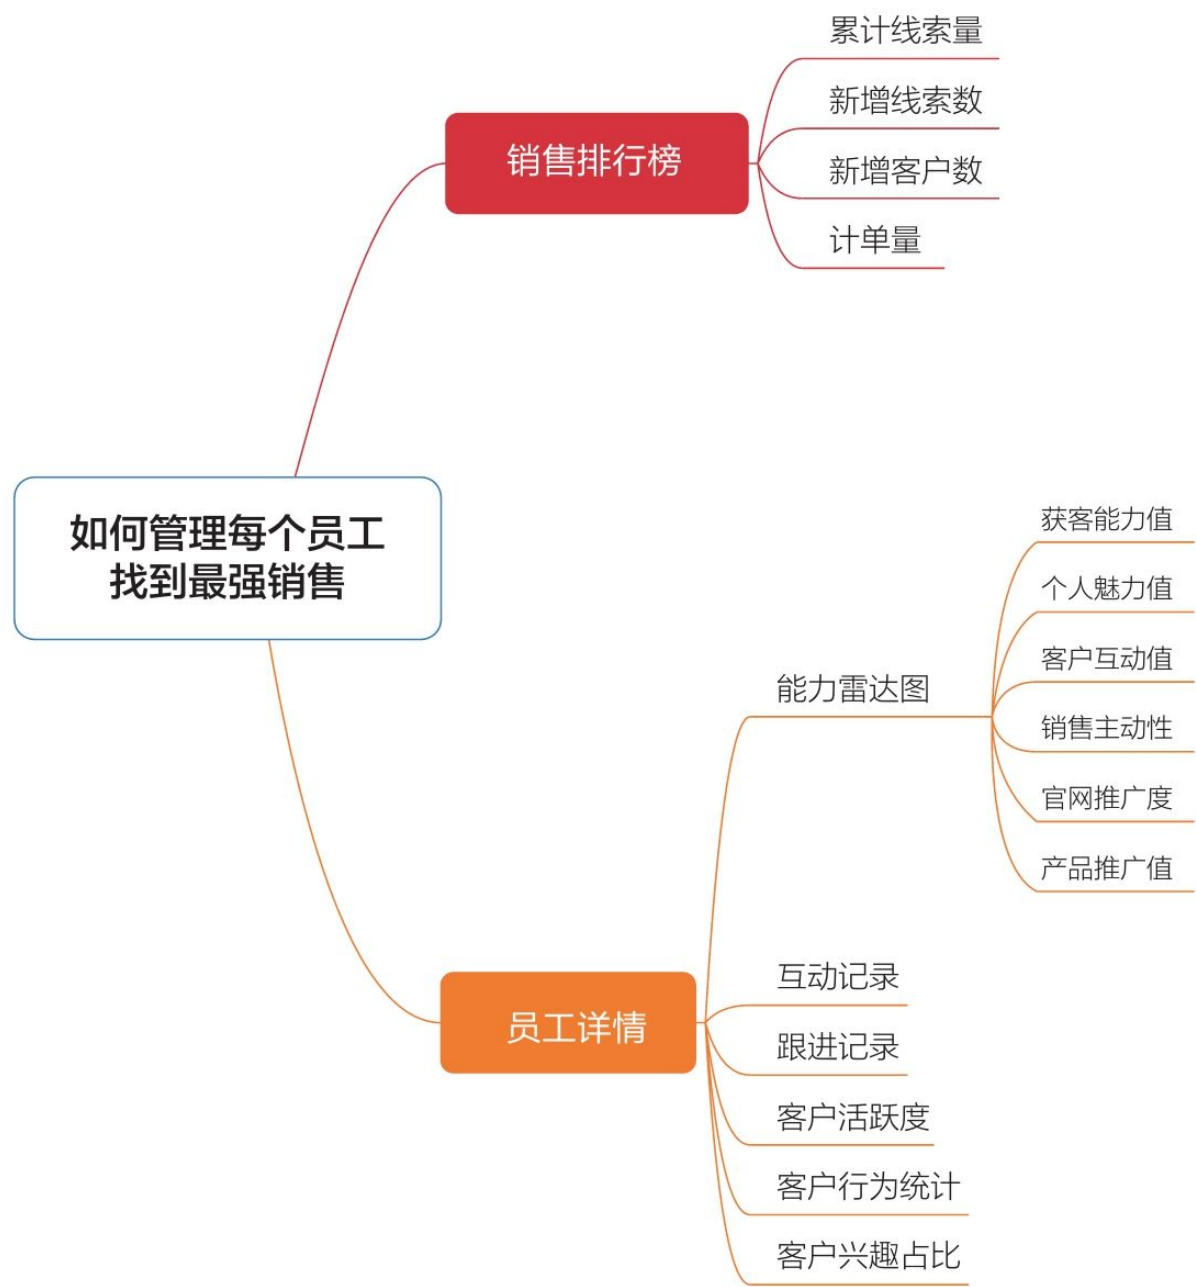 如何管理每个员工
找到最强销售
销售排行榜
累计线索量
新增线索数
新增客户数
计单量
员工详情
能力雷达图
获客能力值
个人魅力值
客户互动值
销售主动性
官网推广度
产品推广值
互动记录
跟进记录
客户活跃度
客户行为统计
客户兴趣占比